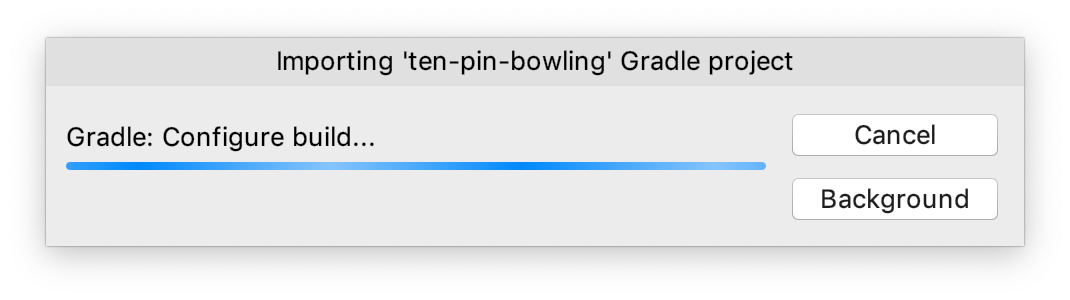 Importing 'ten-pin-bowling' Gradle project
Gradle: Configure build...
Cancel
Background